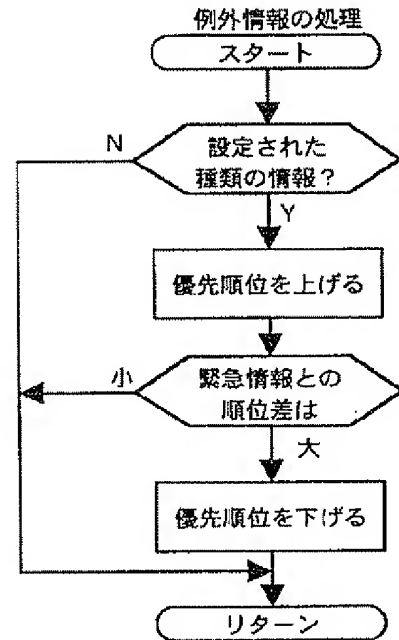 例外情報の処理
スタート
N
設定された
種類の情報？
Y
優先順位を上げる
小
緊急情報との
順位差は
大
優先順位を下げる
リターン